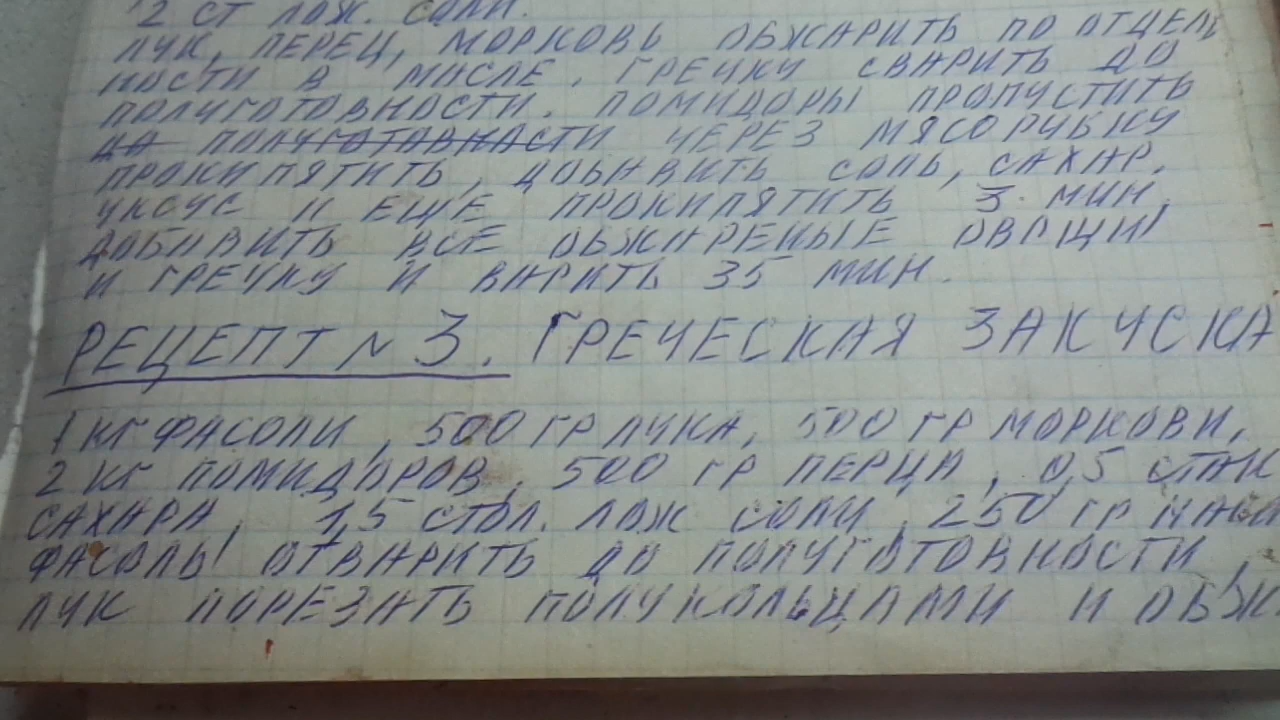 2 СТ ЛОЖ. СОЛИ.
ЛУК, ПЕРЕЦ, МОРКОВЬ ОБЖАРИТЬ ПО ОТДЕЛЬ
НОСТИ В МАСЛЕ. ГРЕЧКУ СВАРИТЬ ДО
ПОЛУГОТОВНОСТИ. ПОМИДОРЫ ПРОПУСТИТЬ
ДА ПОЛУГОТАВНАСТИ ЧЕРЕЗ МЯСОРУБКУ
ПРОКИПЯТИТЬ, ДОБАВИТЬ СОЛЬ, САХАР,
УКСУС И ЕЩЕ ПРОКИПЯТИТЬ 3 МИН.
ДОБАВИТЬ ВСЕ ОБЖАРЕНЫЕ ОВОЩИ
И ГРЕЧКУ И ВАРИТЬ 35 МИН.
РЕЦЕПТ N 3. ГРЕЧЕСКАЯ ЗАКУСКА
1 КГ ФАСОЛИ, 500 ГР ЛУКА, 500 ГР МОРКОВИ,
2 КГ ПОМИДОРОВ, 500 ГР ПЕРЦА, 0,5 СТАК
САХАРА, 1,5 СТОЛ. ЛОЖ СОЛИ, 250 ГР
ФАСОЛЬ ОТВАРИТЬ ДО ПОЛУГОТОВНОСТИ,
ЛУК ПОРЕЗАТЬ ПОЛУКОЛЬЦАМИ И ОБЖ